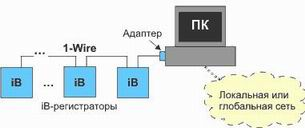 Адаптер
ПК
... 1-Wire
iB ... iB iB
iB-регистраторы
Локальная или
глобальная сеть